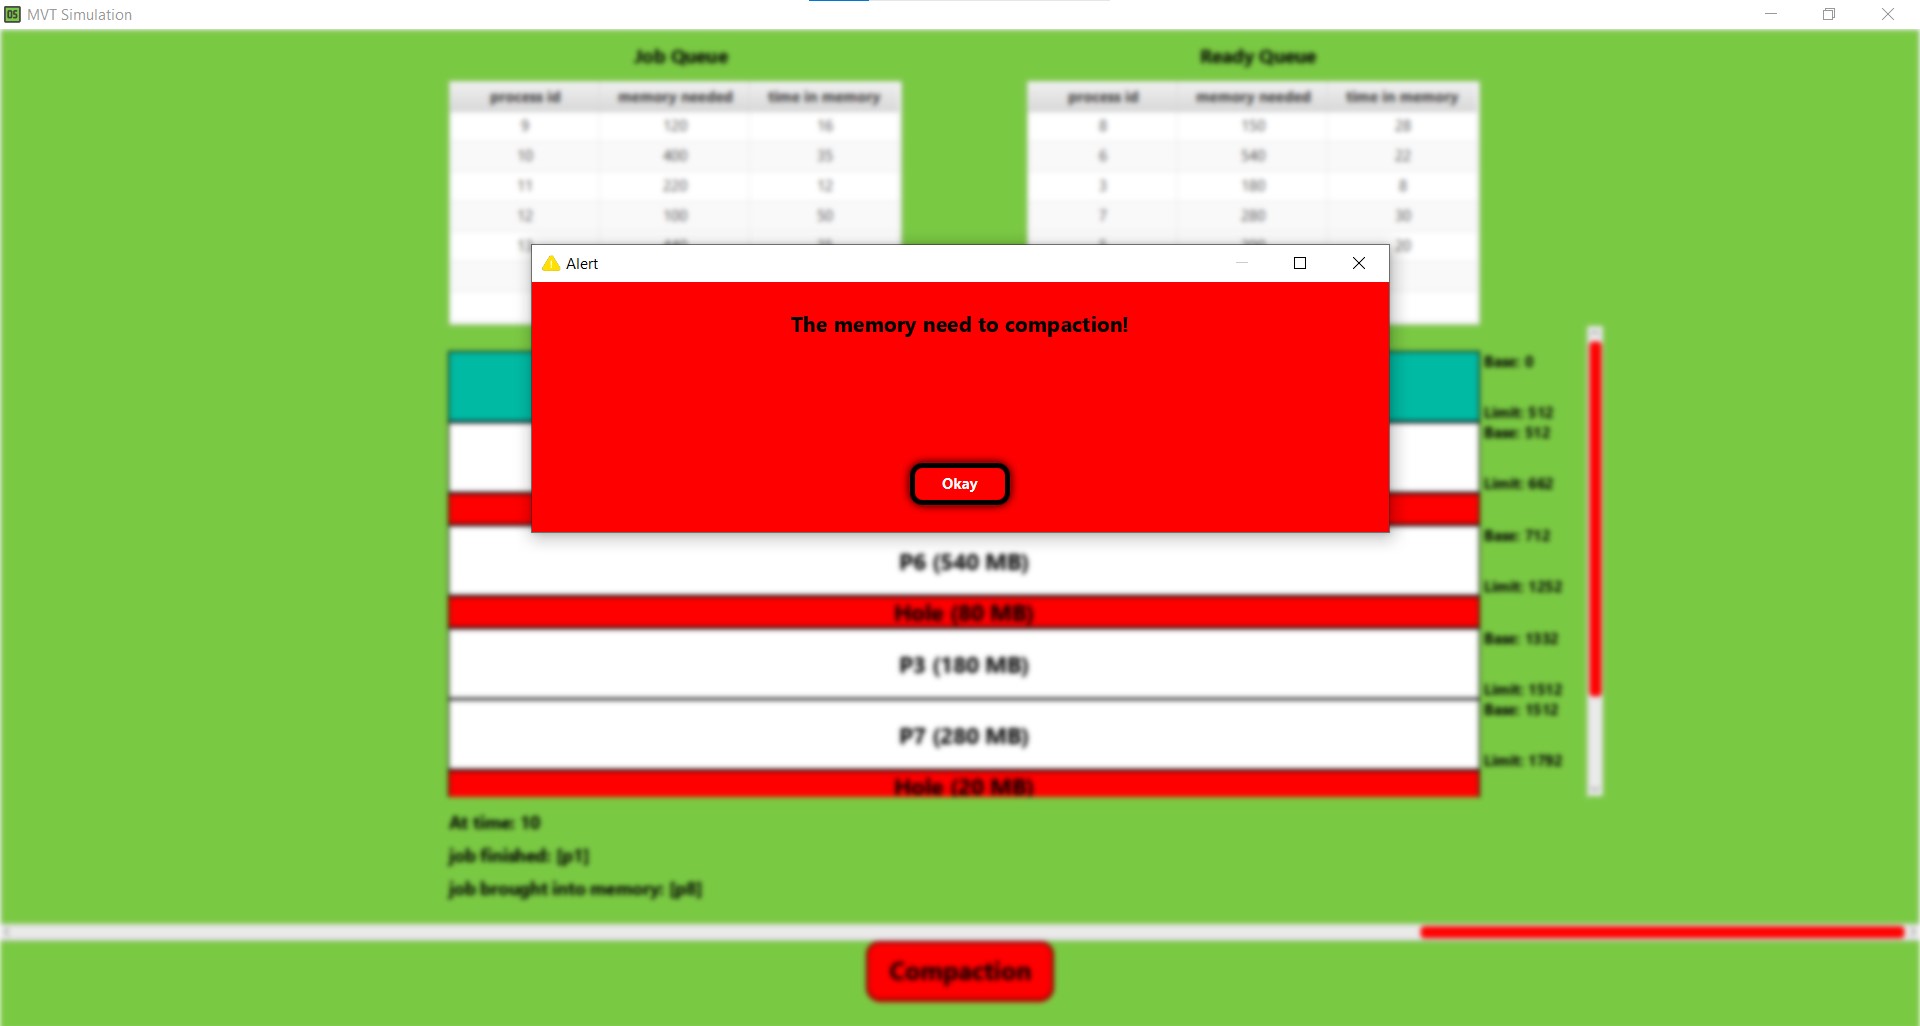 MVT Simulation
Job Queue
Ready Queue
process id memory needed time in memory
process id memory needed time in memory
9 120 16
8 150 28
10 400 35
6 540 22
11 220 12
3 180 8
12 100 50
7 280 30
20
Alert
The memory need to compaction!
Okay
Base: 0
Limit: 512
Base: 512
Limit: 662
Base: 712
P6 (540 MB)
Limit: 1252
Hole (80 MB)
Base: 1332
P3 (180 MB)
Limit: 1512
Base: 1512
P7 (280 MB)
Limit: 1792
Hole (20 MB)
At time: 10
job finished: [p1]
job brought into memory: [p8]
Compaction